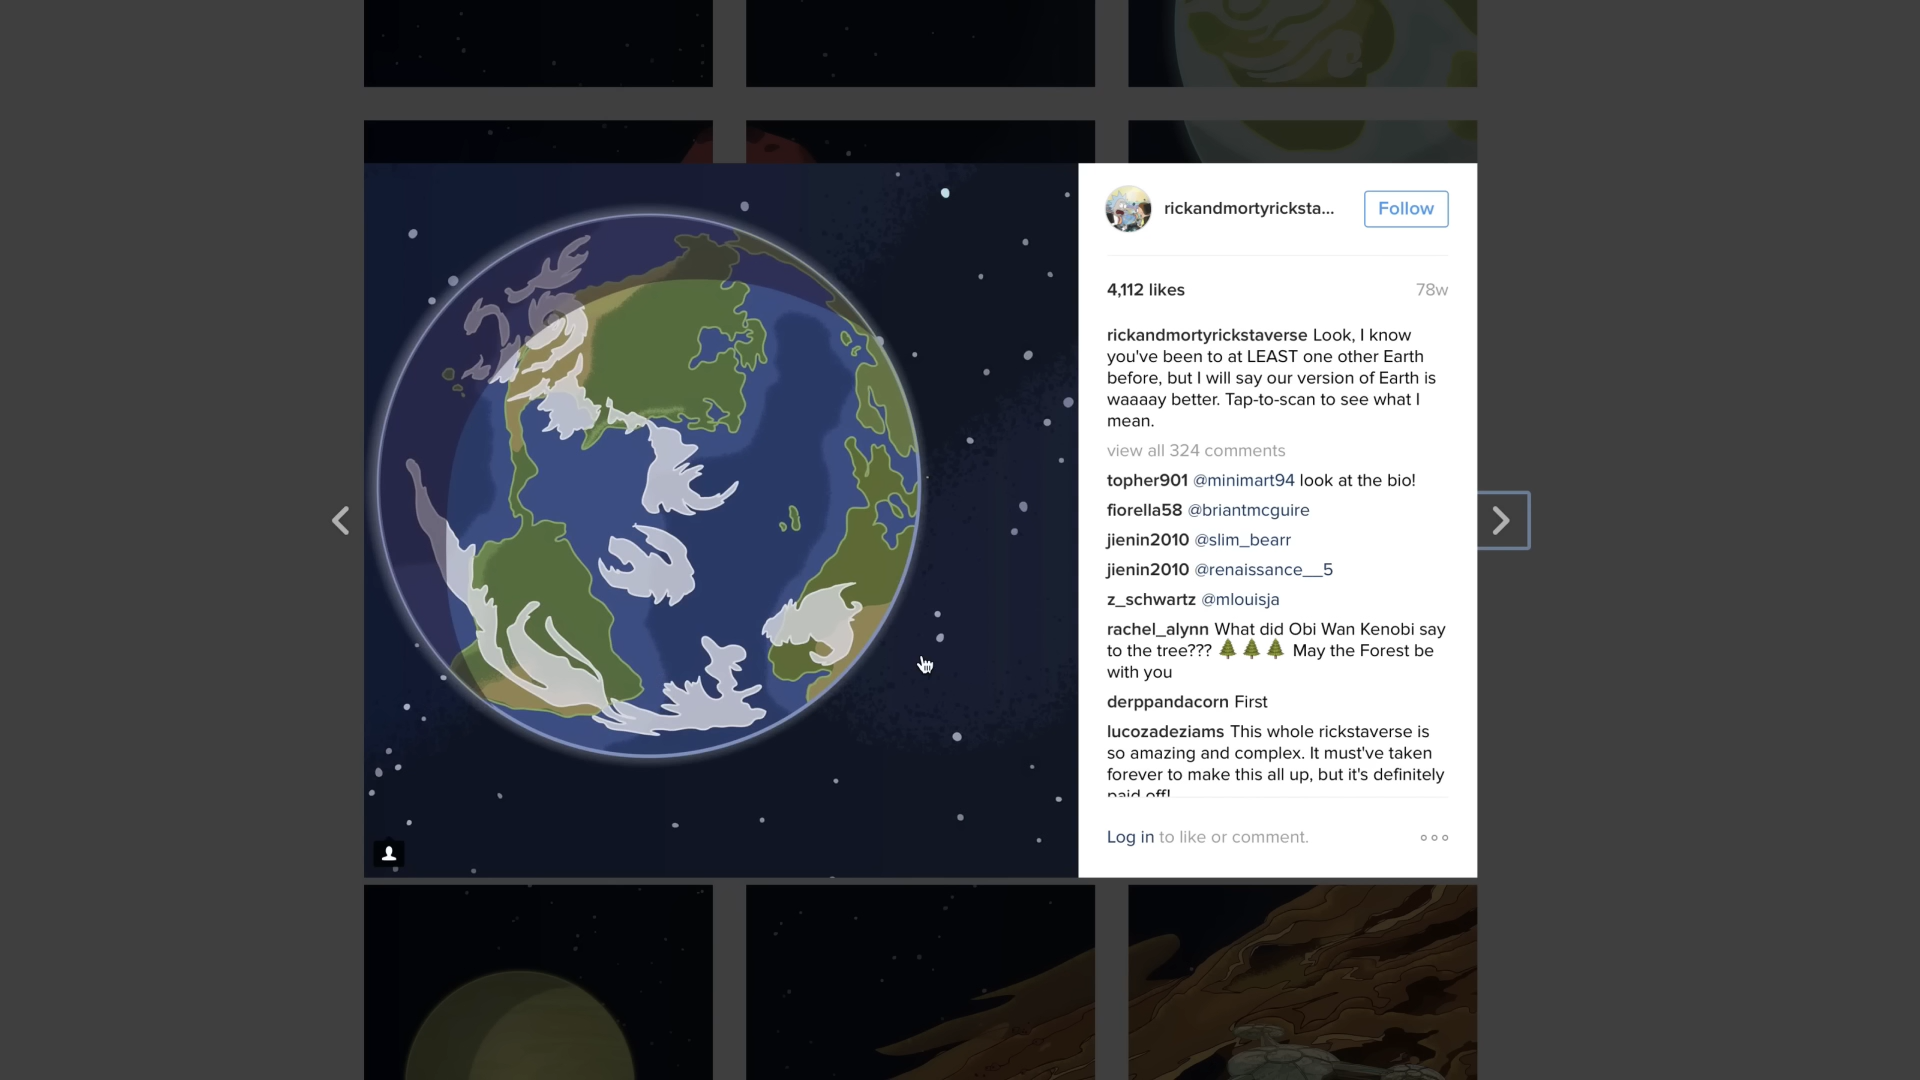 rickandmortyricksta...
Follow
4,112 likes
78w
rickandmortyrickstaverse Look, I know
you've been to at LEAST one other Earth
before, but I will say our version of Earth is
waaaay better. Tap-to-scan to see what I
mean.
view all 324 comments
topher901 @minimart94 look at the bio!
fiorella58 @briantmcguire
jienin2010 @slim_bearr
jienin2010 @renaissance__5
z_schwartz @mlouisja
rachel_alynn What did Obi Wan Kenobi say
to the tree??? 🌲🌲🌲 May the Forest be
with you
derppandacorn First
lucozadeziams This whole rickstaverse is
so amazing and complex. It must've taken
forever to make this all up, but it's definitely
paid off!
Log in to like or comment.